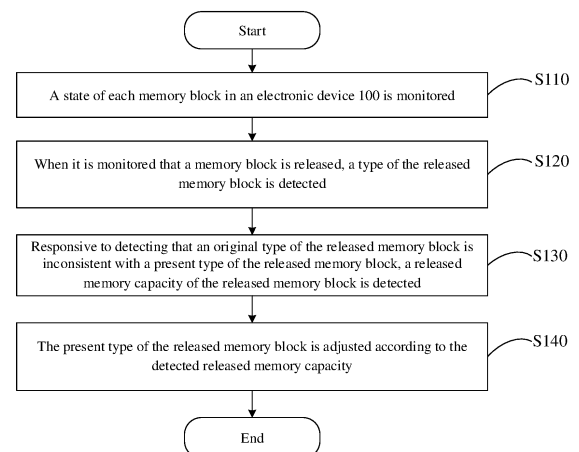 Start
A state of each memory block in an electronic device 100 is monitored
S110
When it is monitored that a memory block is released, a type of the released
memory block is detected
S120
Responsive to detecting that an original type of the released memory block is
inconsistent with a present type of the released memory block, a released
memory capacity of the released memory block is detected
S130
The present type of the released memory block is adjusted according to the
detected released memory capacity
S140
End